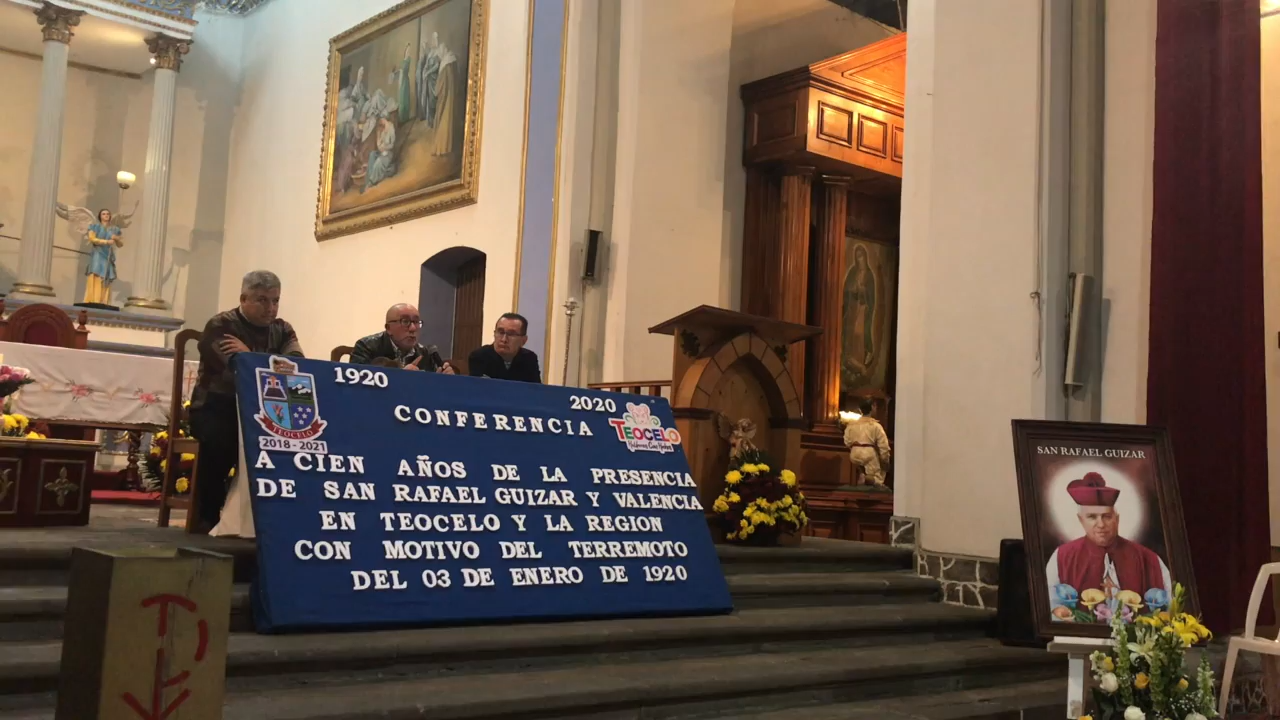 1920
2020
CONFERENCIA
TEOCELO
2018 - 2021
TEOCELO
A CIEN AÑOS DE LA PRESENCIA
DE SAN RAFAEL GUIZAR Y VALENCIA
EN TEOCELO Y LA REGION
CON MOTIVO DEL TERREMOTO
DEL 03 DE ENERO DE 1920
SAN RAFAEL GUIZAR